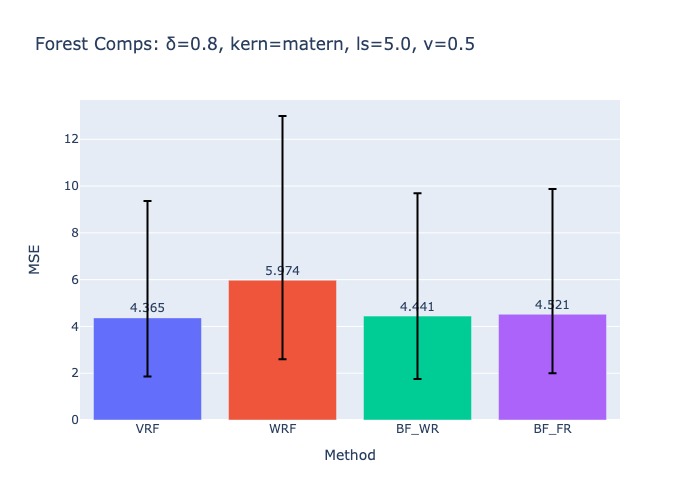 Forest Comps: δ=0.8, kern=matern, ls=5.0, v=0.5
MSE
12
10
8
6
4
2
0
4.365
5.974
4.441
4.521
VRF
WRF
BF_WR
BF_FR
Method